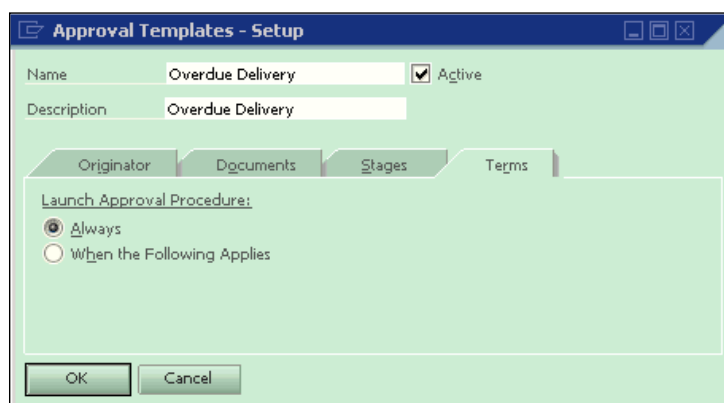 Approval Templates - Setup
Name Overdue Delivery Active
Description Overdue Delivery
Originator Documents Stages Terms
Launch Approval Procedure:
Always
When the Following Applies
OK Cancel